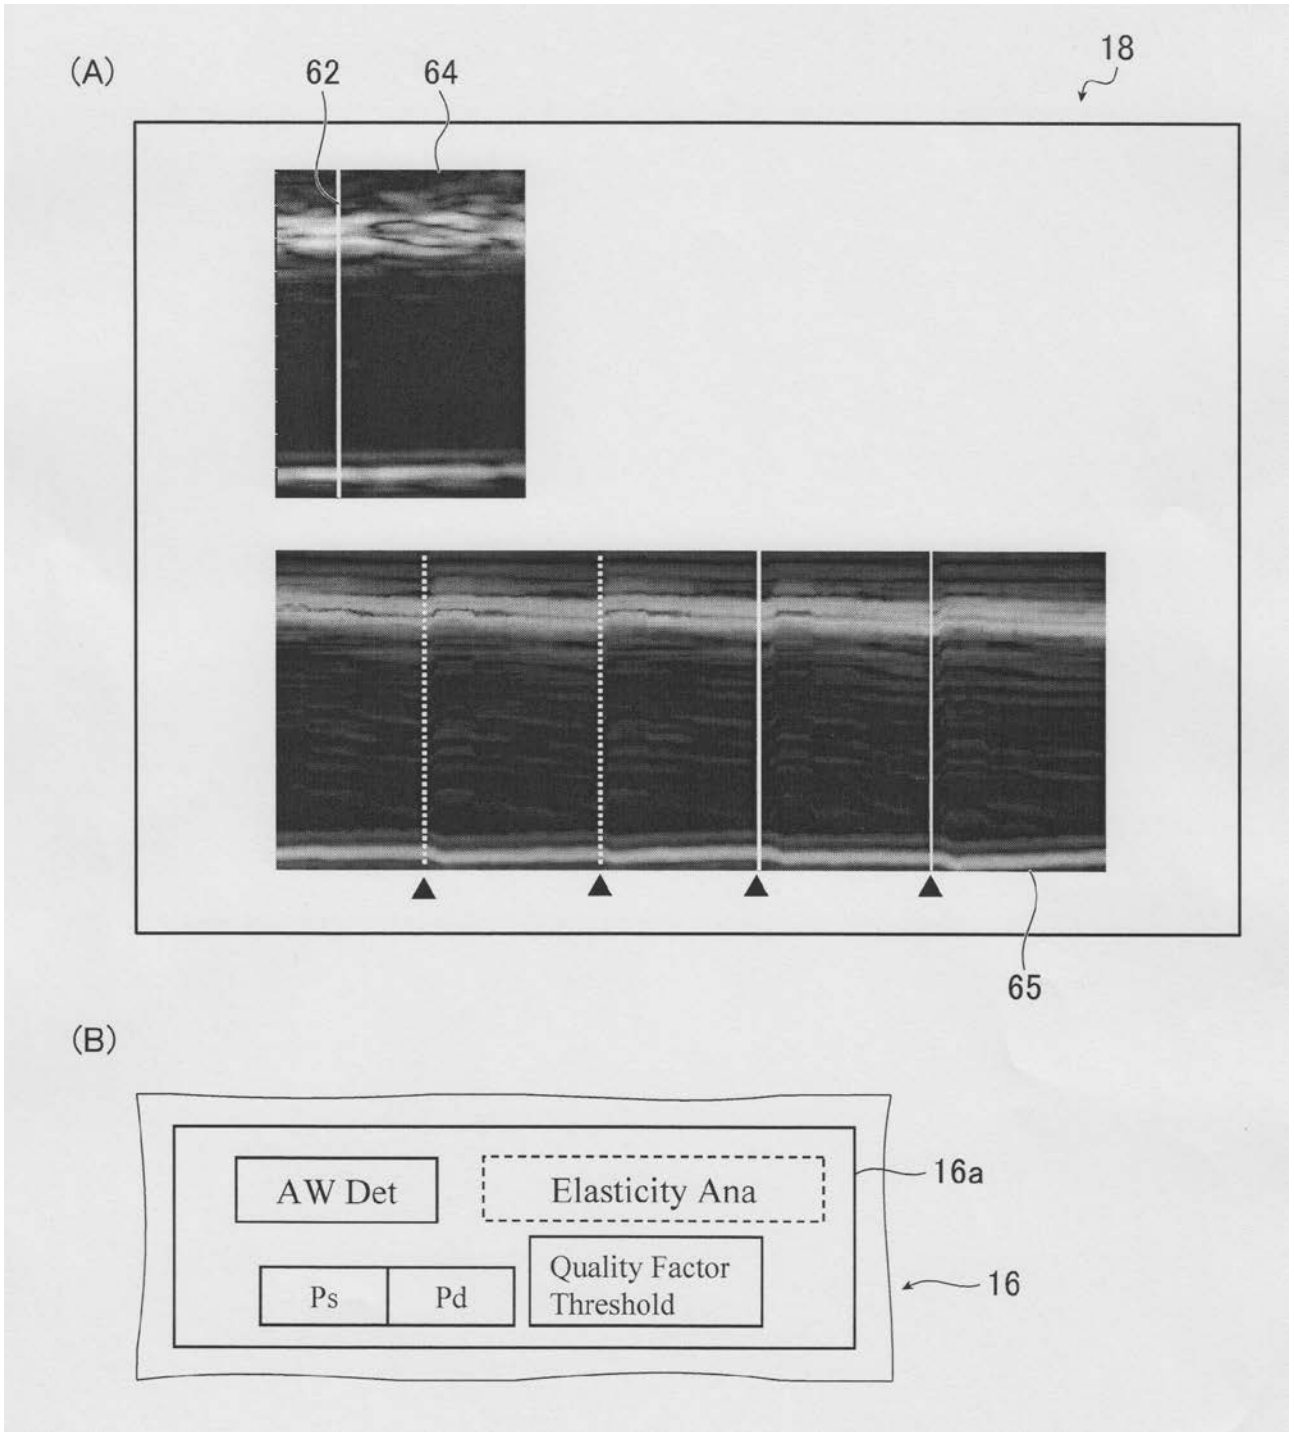 (A)
18
62
64
65
(B)
AW Det
Elasticity Ana
16a
Quality Factor
Threshold
Ps
Pd
16